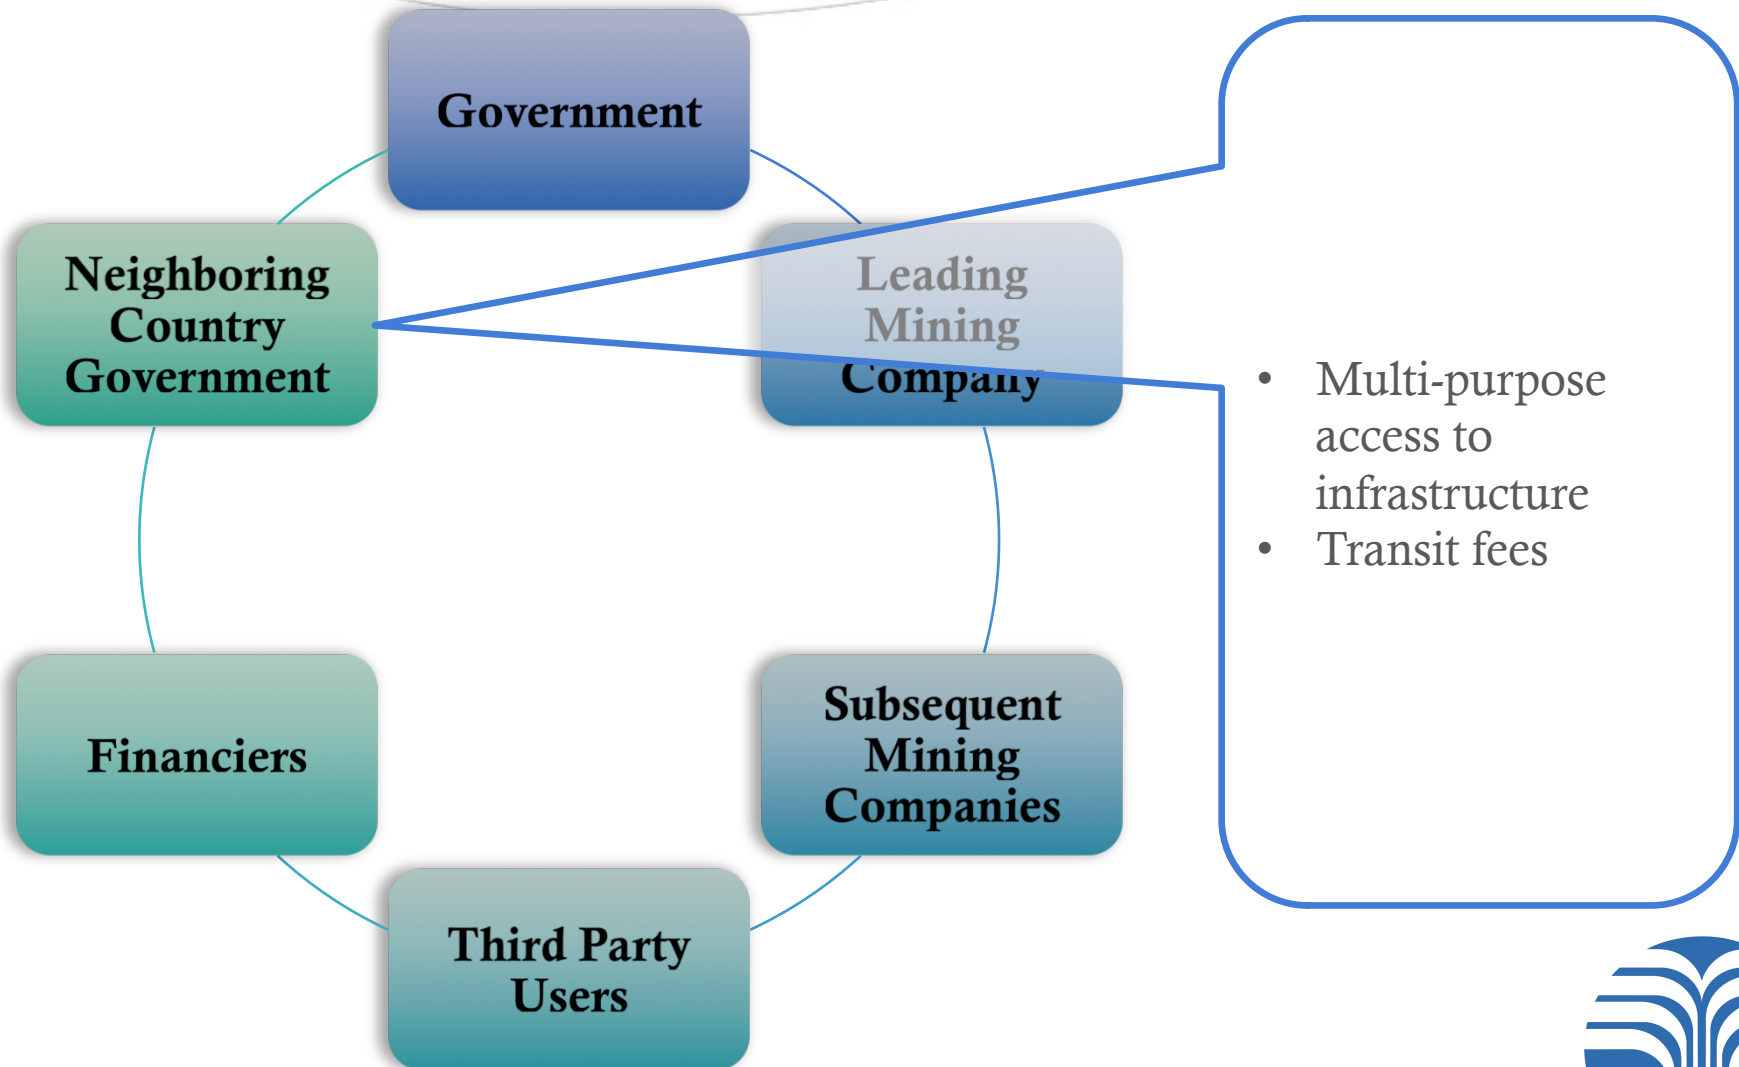 Government
Neighboring
Country
Government
Leading
Mining
Company
• Multi-purpose
access to
infrastructure
• Transit fees
Financiers
Subsequent
Mining
Companies
Third Party
Users